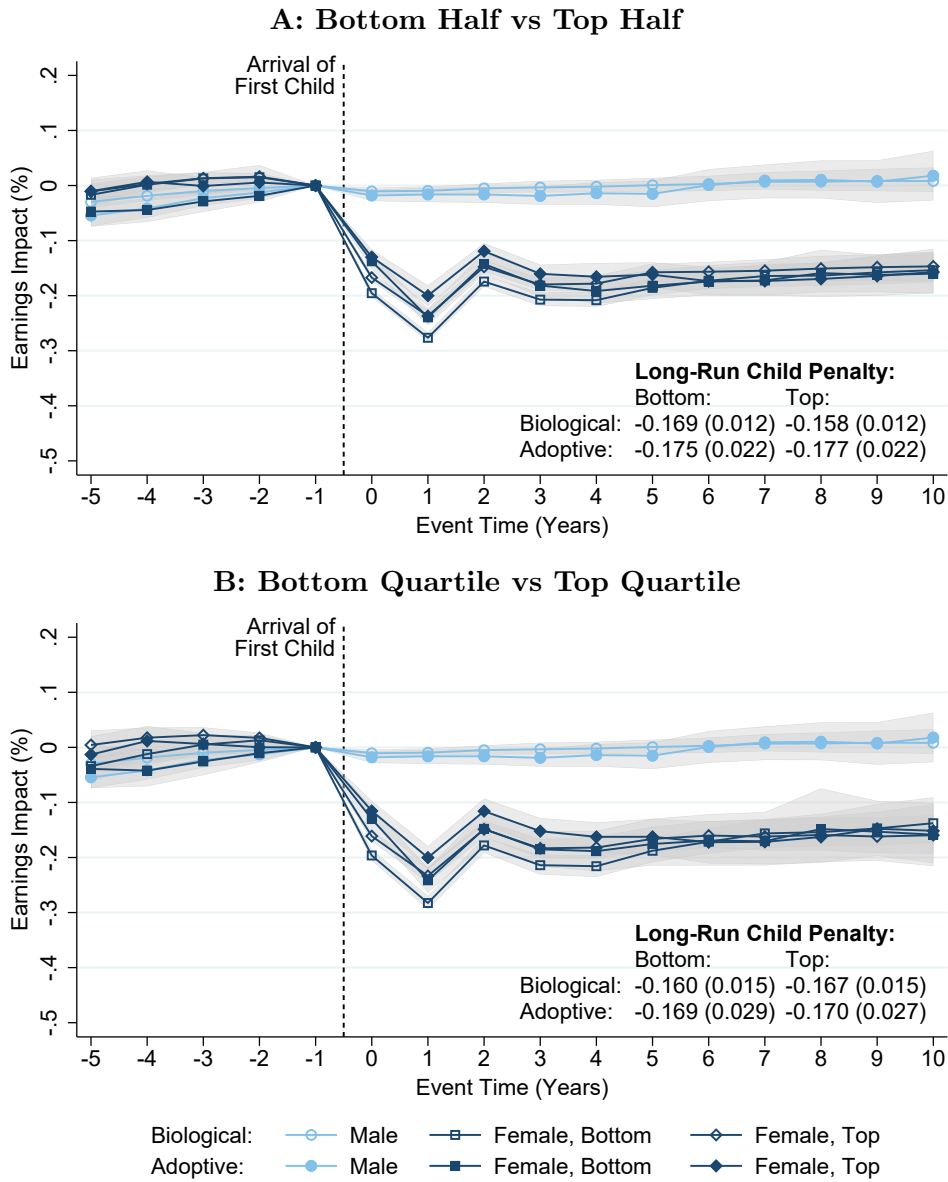 A: Bottom Half vs Top Half
Arrival of
First Child
.2
.1
0
-.1
-.2
-.3
-.4
-.5
Earnings Impact (%)
Long-Run Child Penalty:
Bottom: Top:
Biological: -0.169 (0.012) -0.158 (0.012)
Adoptive: -0.175 (0.022) -0.177 (0.022)
-5 -4 -3 -2 -1 0 1 2 3 4 5 6 7 8 9 10
Event Time (Years)
B: Bottom Quartile vs Top Quartile
Arrival of
First Child
.2
.1
0
-.1
-.2
-.3
-.4
-.5
Earnings Impact (%)
Long-Run Child Penalty:
Bottom: Top:
Biological: -0.160 (0.015) -0.167 (0.015)
Adoptive: -0.169 (0.029) -0.170 (0.027)
-5 -4 -3 -2 -1 0 1 2 3 4 5 6 7 8 9 10
Event Time (Years)
Biological: Male Female, Bottom Female, Top
Adoptive: Male Female, Bottom Female, Top